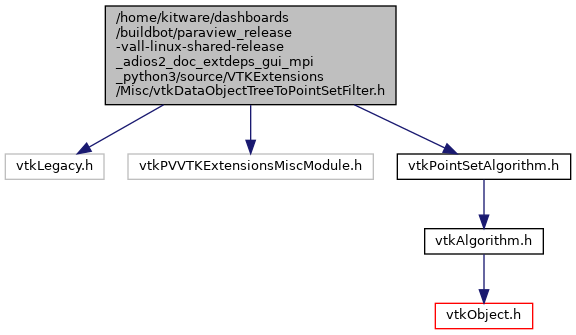 /home/kitware/dashboards
/buildbot/paraview_release
-vall-linux-shared-release
_adios2_doc_extdeps_gui_mpi
_python3/source/VTKExtensions
/Misc/vtkDataObjectTreeToPointSetFilter.h
vtkLegacy.h
vtkPVVTKExtensionsMiscModule.h
vtkPointSetAlgorithm.h
vtkAlgorithm.h
vtkObject.h